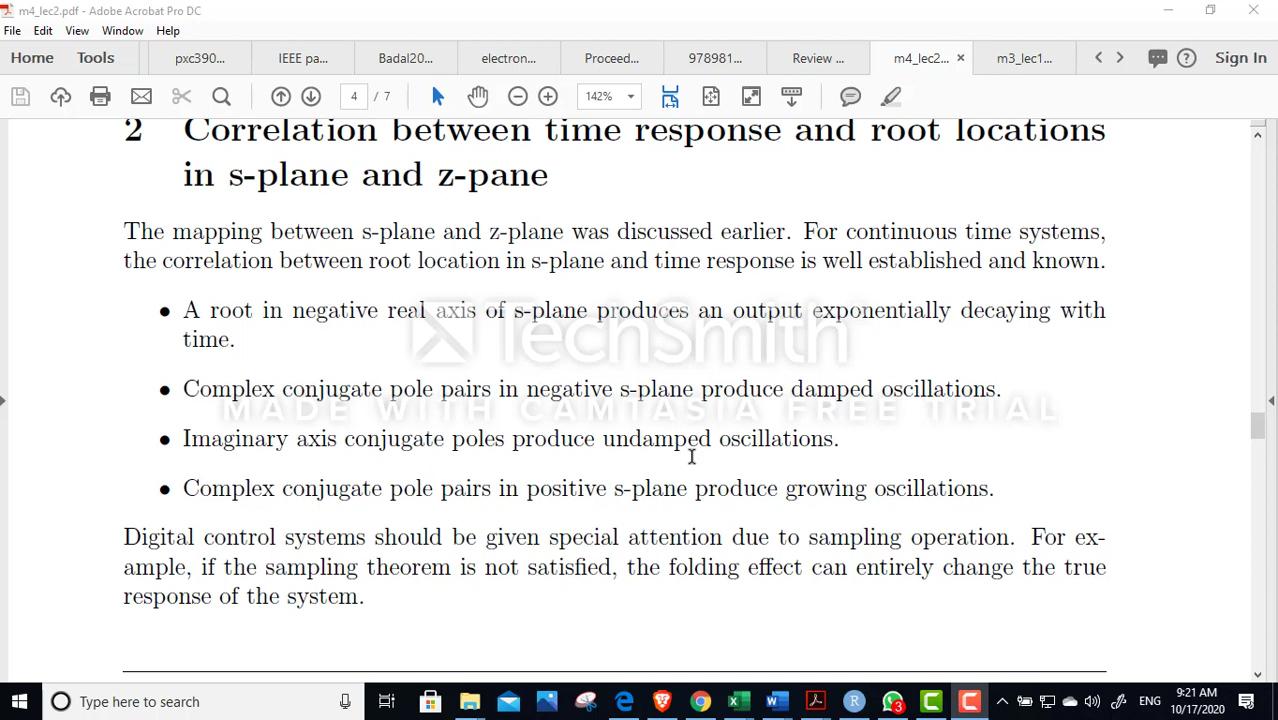 m4_lec2.pdf - Adobe Acrobat Pro DC
File Edit View Window Help
Home Tools pxc390... IEEE pa... Badal20... electron... Proceed... 978981... Review ... m4_lec2... × m3_lec1... Sign In
4 / 7 142%
2 Correlation between time response and root locations
in s-plane and z-pane
The mapping between s-plane and z-plane was discussed earlier. For continuous time systems,
the correlation between root location in s-plane and time response is well established and known.
• A root in negative real axis of s-plane produces an output exponentially decaying with
time.
TechSmith
• Complex conjugate pole pairs in negative s-plane produce damped oscillations.
MADE WITH CAMTASIA FREE TRIAL
• Imaginary axis conjugate poles produce undamped oscillations.
• Complex conjugate pole pairs in positive s-plane produce growing oscillations.
Digital control systems should be given special attention due to sampling operation. For ex-
ample, if the sampling theorem is not satisfied, the folding effect can entirely change the true
response of the system.
Type here to search
3
ENG
9:21 AM
10/17/2020